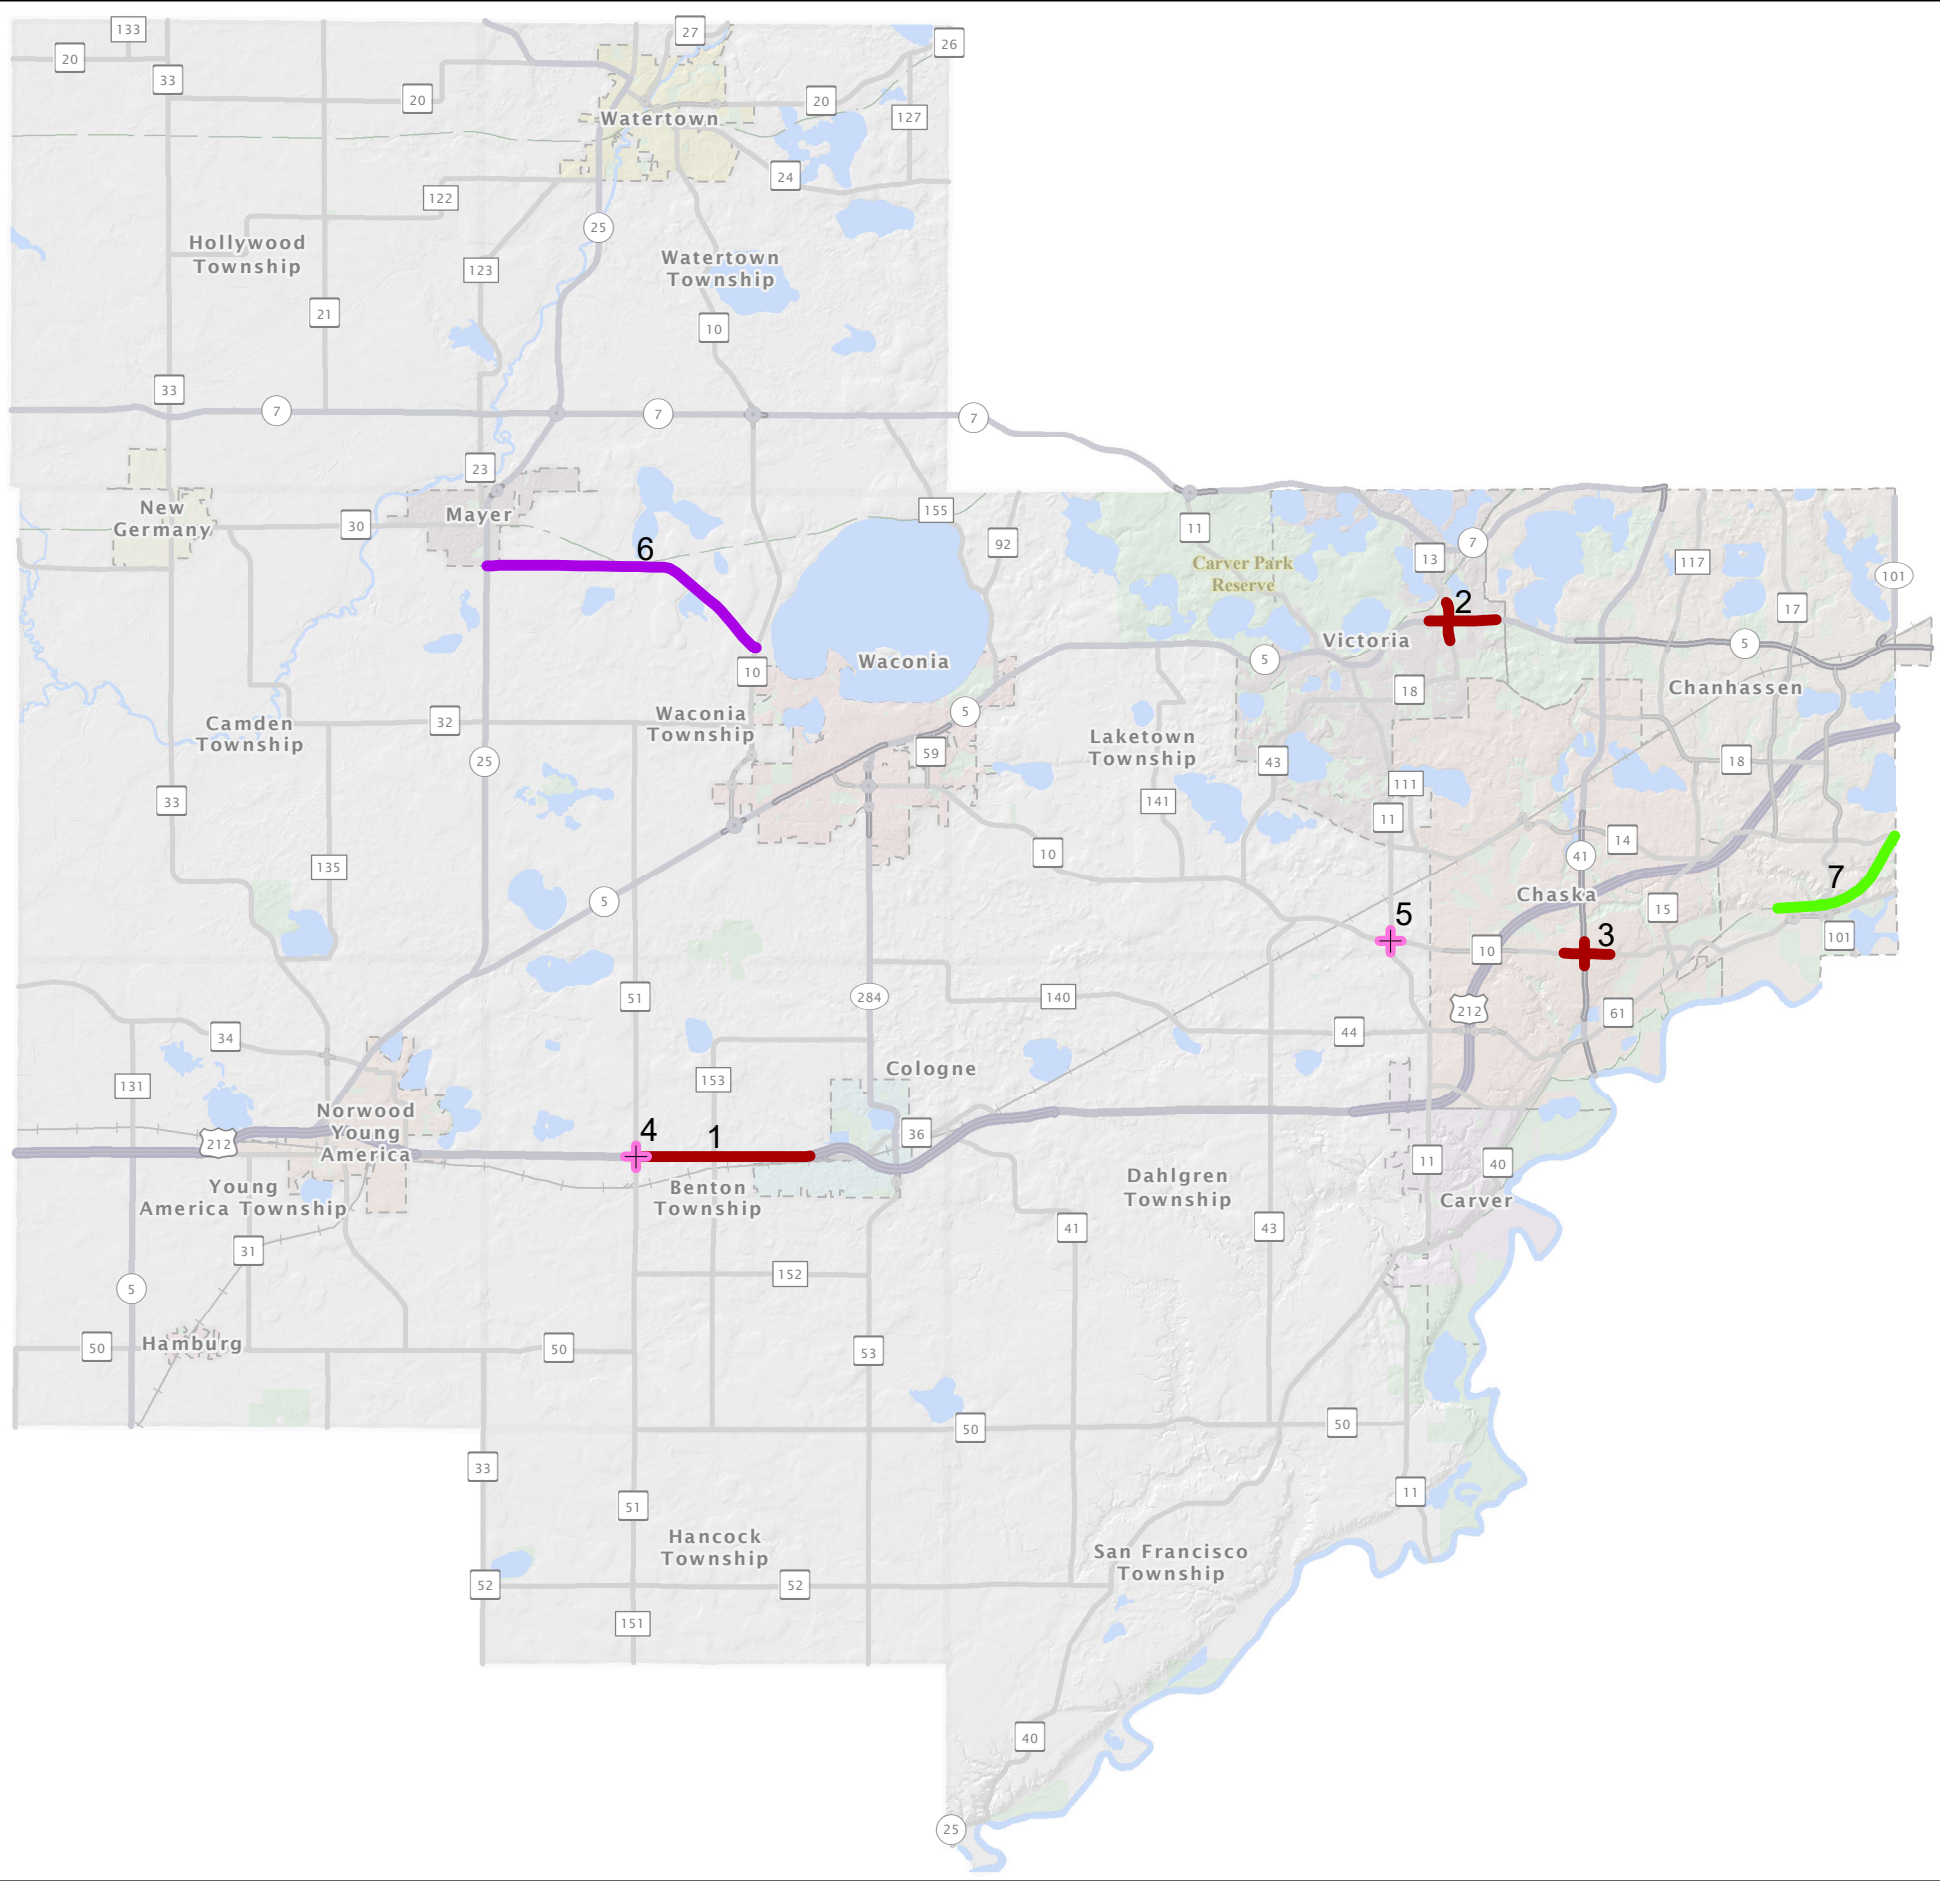 133
27
26
20
33
20
20
127
Watertown
24
122
25
Hollywood
Township
Watertown
Township
123
21
10
33
7
7
7
23
New
Germany
Mayer
30
155
92
11
13
7
117
101
6
Carver Park
Reserve
2
17
Victoria
5
5
Waconia
10
18
Chanhassen
Camden
Township
32
Waconia
Township
5
Laketown
Township
25
59
43
18
33
141
111
11
14
135
10
41
7
Chaska
5
5
15
3
101
10
51
284
140
212
61
34
44
Cologne
153
131
Norwood
Young
America
212
4
1
36
11
40
Young
America Township
Benton
Township
Dahlgren
Township
Carver
31
41
43
152
5
Hamburg
50
50
53
50
50
33
51
11
Hancock
Township
San Francisco
Township
52
52
151
40
25